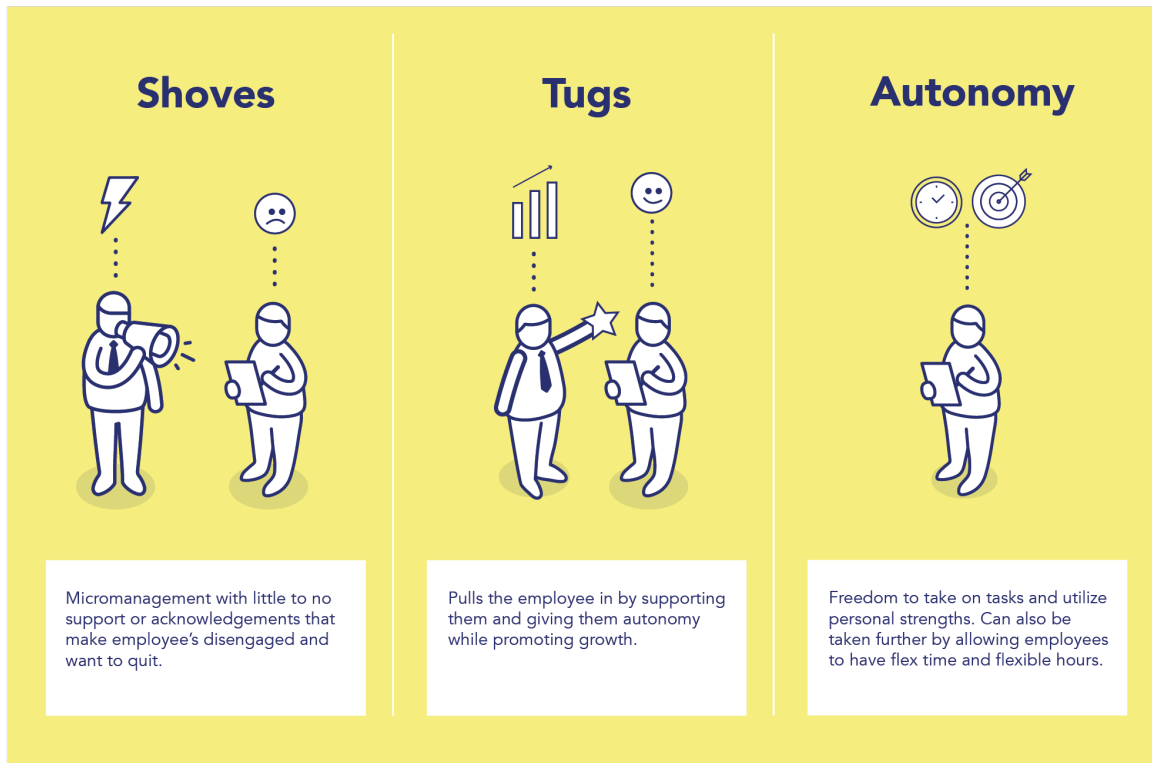 Shoves
Micromanagement with little to no
support or acknowledgements that
make employee's disengaged and
want to quit.
Tugs
Pulls the employee in by supporting
them and giving them autonomy
while promoting growth.
Autonomy
Freedom to take on tasks and utilize
personal strengths. Can also be
taken further by allowing employees
to have flex time and flexible hours.